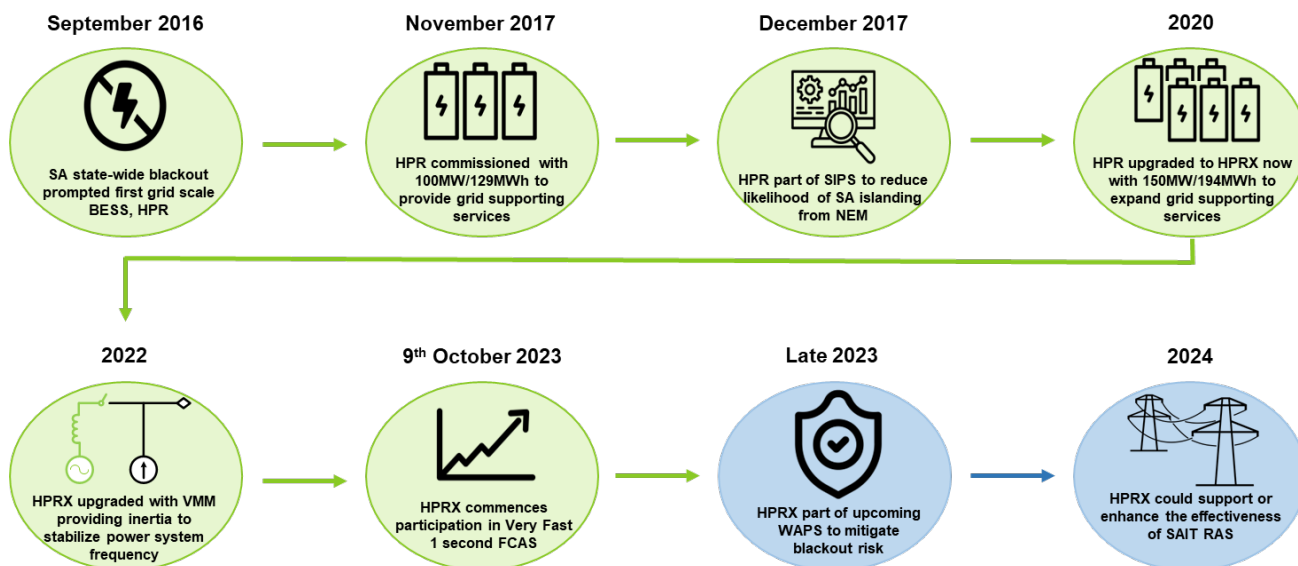 September 2016
SA state-wide blackout
prompted first grid scale
BESS, HPR
November 2017
HPR commissioned with
100MW/129MWh to
provide grid supporting
services
December 2017
HPR part of SIPS to reduce
likelihood of SA islanding
from NEM
2020
HPR upgraded to HPRX now
with 150MW/194MWh to
expand grid supporting
services
2022
HPRX upgraded with VMM
providing inertia to
stabilize power system
frequency
9th October 2023
HPRX commences
participation in Very Fast
1 second FCAS
Late 2023
HPRX part of upcoming
WAPS to mitigate
blackout risk
2024
HPRX could support or
enhance the effectiveness
of SAIT RAS